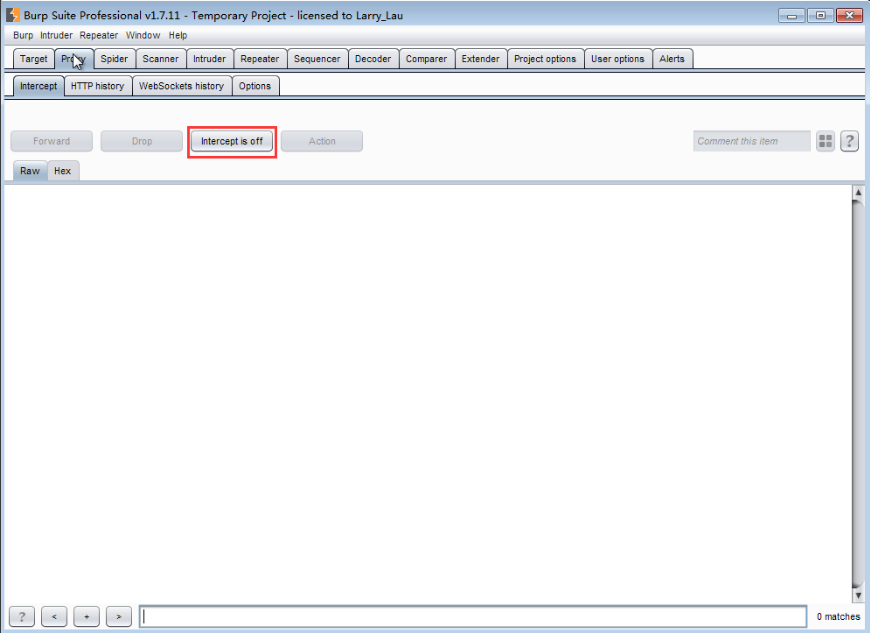 Burp Suite Professional v1.7.11 - Temporary Project - licensed to Larry_Lau
Burp Intruder Repeater Window Help
Target Proxy Spider Scanner Intruder Repeater Sequencer Decoder Comparer Extender Project options User options Alerts
Intercept HTTP history WebSockets history Options
Forward Drop Intercept is off Action Comment this item ?
Raw Hex
? < + > 0 matches